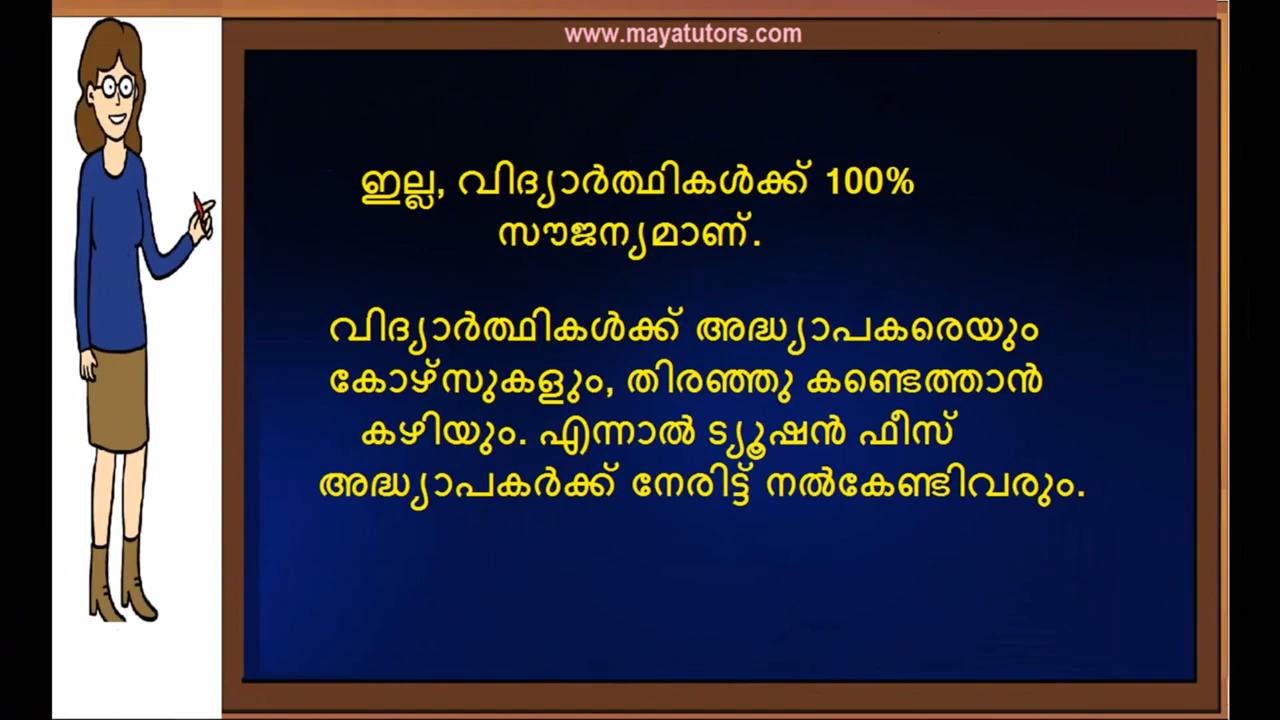 www.mayatutors.com
ഇല്ല, വിദ്യാർത്ഥികൾക്ക് 100%
സൗജന്യമാണ്.
വിദ്യാർത്ഥികൾക്ക് അദ്ധ്യാപകരെയും
കോഴ്സുകളും, തിരഞ്ഞു കണ്ടെത്താൻ
കഴിയും. എന്നാൽ ട്യൂഷൻ ഫീസ്
അദ്ധ്യാപകർക്ക് നേരിട്ട് നൽകേണ്ടിവരും.